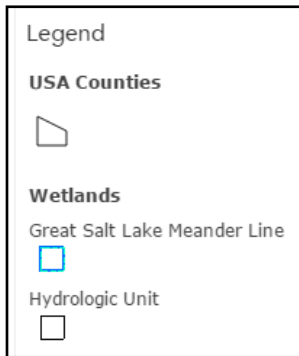 Legend
USA Counties
Wetlands
Great Salt Lake Meander Line
Hydrologic Unit